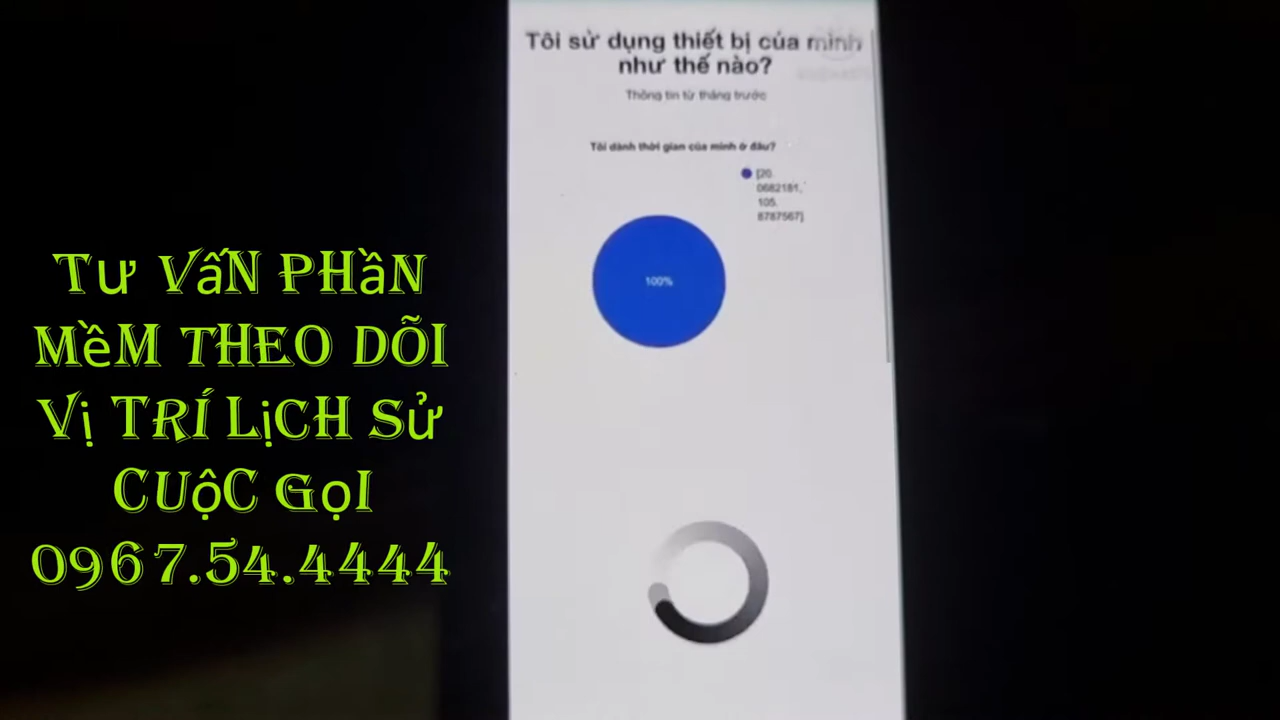 Tư vấn phần
mềm theo dõi
vị trí lịch sử
cuộc gọi
0967.54.4444
Tôi sử dụng thiết bị của mình
như thế nào?
Thông tin từ tháng trước
Tôi dành thời gian của mình ở đâu?
[20.
0682181,
105.
8787567]
100%